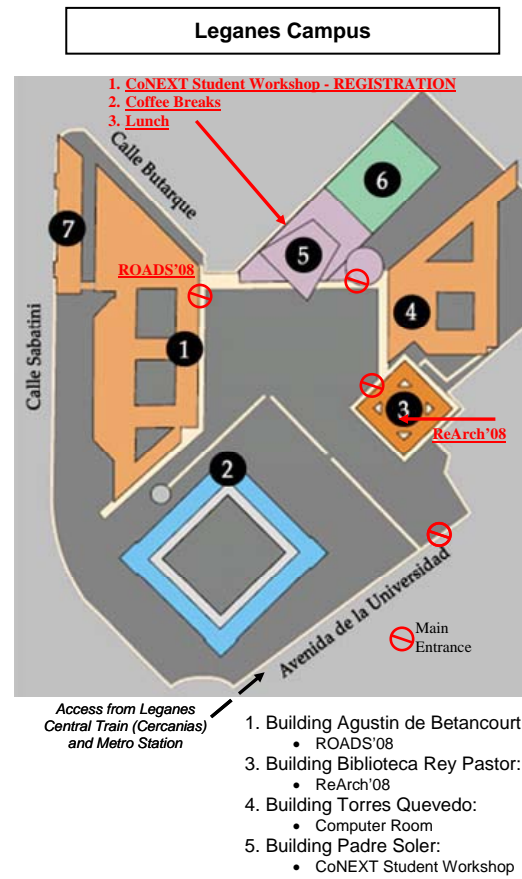 Leganes Campus
1. CoNEXT Student Workshop - REGISTRATION
2. Coffee Breaks
3. Lunch
Calle Butarque
6
7
5
ROADS'08
4
1
Calle Sabatini
3
ReArch'08
2
Avenida de la Universidad
Main
Entrance
Access from Leganes
Central Train (Cercanias)
and Metro Station
1. Building Agustin de Betancourt
• ROADS'08
3. Building Biblioteca Rey Pastor:
• ReArch'08
4. Building Torres Quevedo:
• Computer Room
5. Building Padre Soler:
• CoNEXT Student Workshop